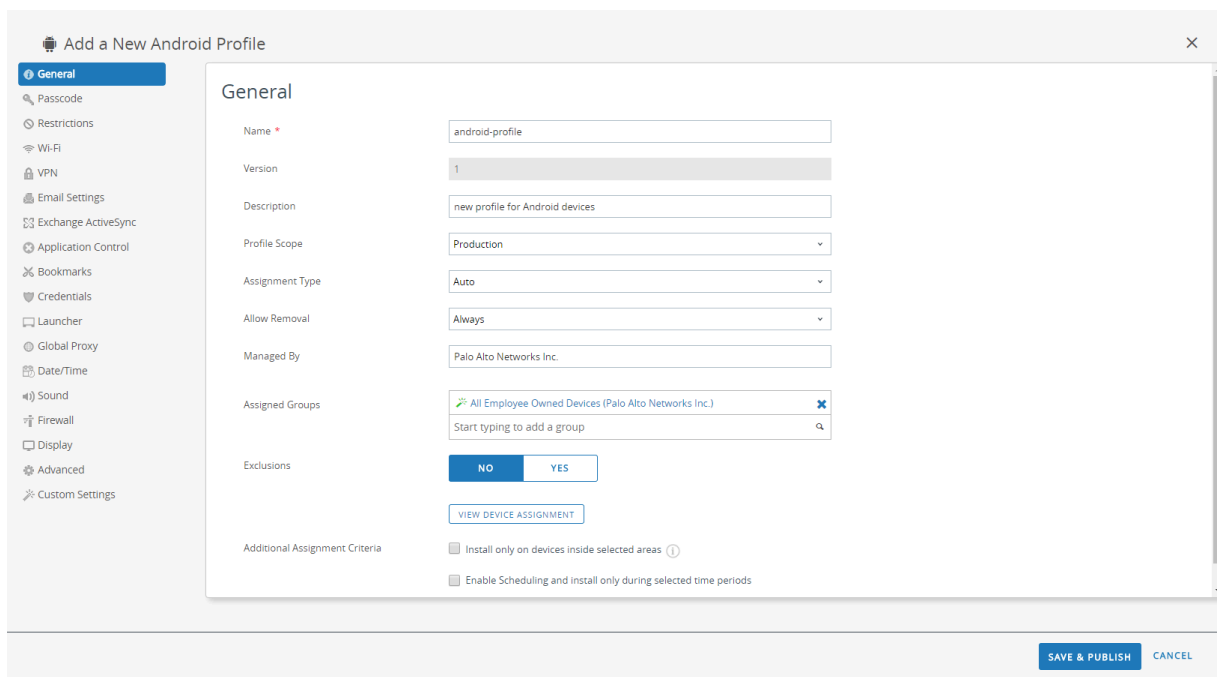 Add a New Android Profile
General
Passcode
Restrictions
Wi-Fi
VPN
Email Settings
Exchange ActiveSync
Application Control
Bookmarks
Credentials
Launcher
Global Proxy
Date/Time
Sound
Firewall
Display
Advanced
Custom Settings
General
Name * android-profile
Version 1
Description new profile for Android devices
Profile Scope Production
Assignment Type Auto
Allow Removal Always
Managed By Palo Alto Networks Inc.
Assigned Groups All Employee Owned Devices (Palo Alto Networks Inc.)
Start typing to add a group
Exclusions NO YES
VIEW DEVICE ASSIGNMENT
Additional Assignment Criteria Install only on devices inside selected areas
Enable Scheduling and install only during selected time periods
SAVE & PUBLISH CANCEL